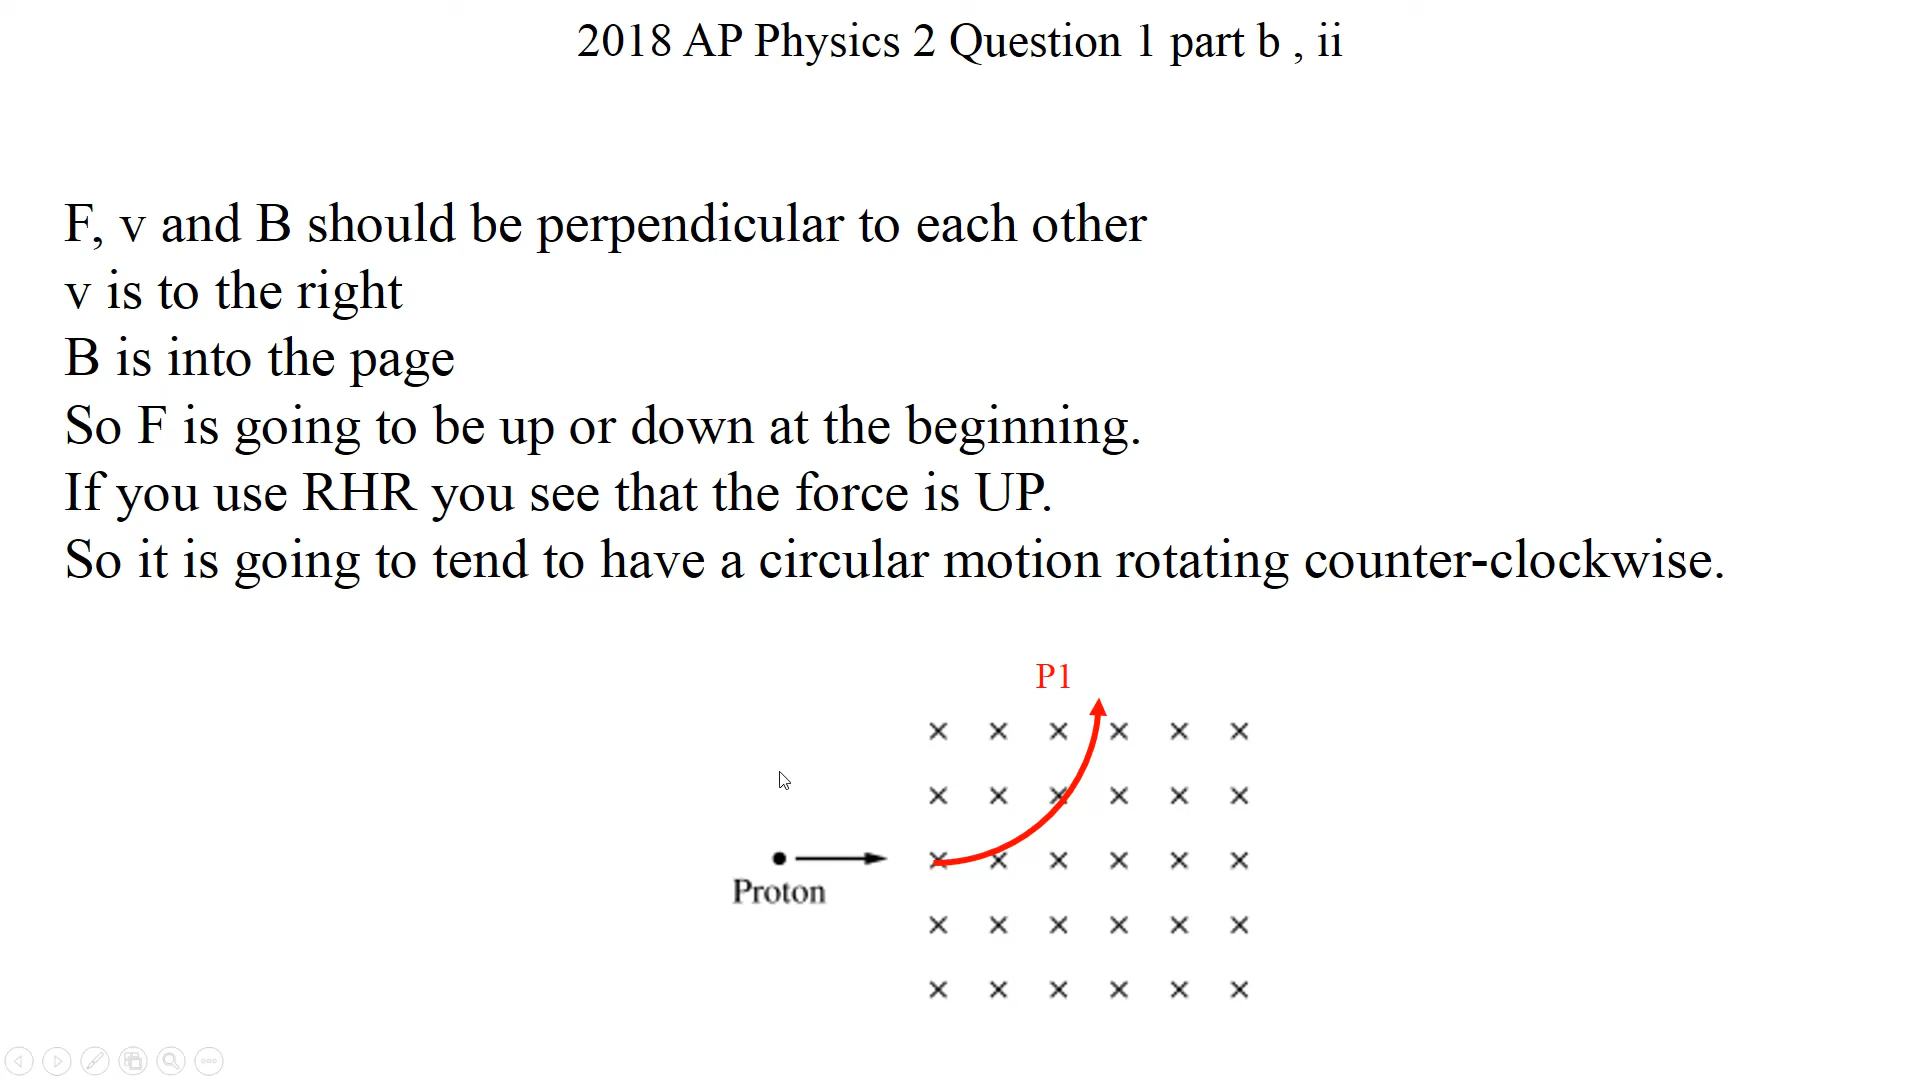 2018 AP Physics 2 Question 1 part b , ii
F, v and B should be perpendicular to each other
v is to the right
B is into the page
So F is going to be up or down at the beginning.
If you use RHR you see that the force is UP.
So it is going to tend to have a circular motion rotating counter-clockwise.
P1
× × × × × ×
× × × × × ×
× × × × × ×
Proton
× × × × × ×
× × × × × ×